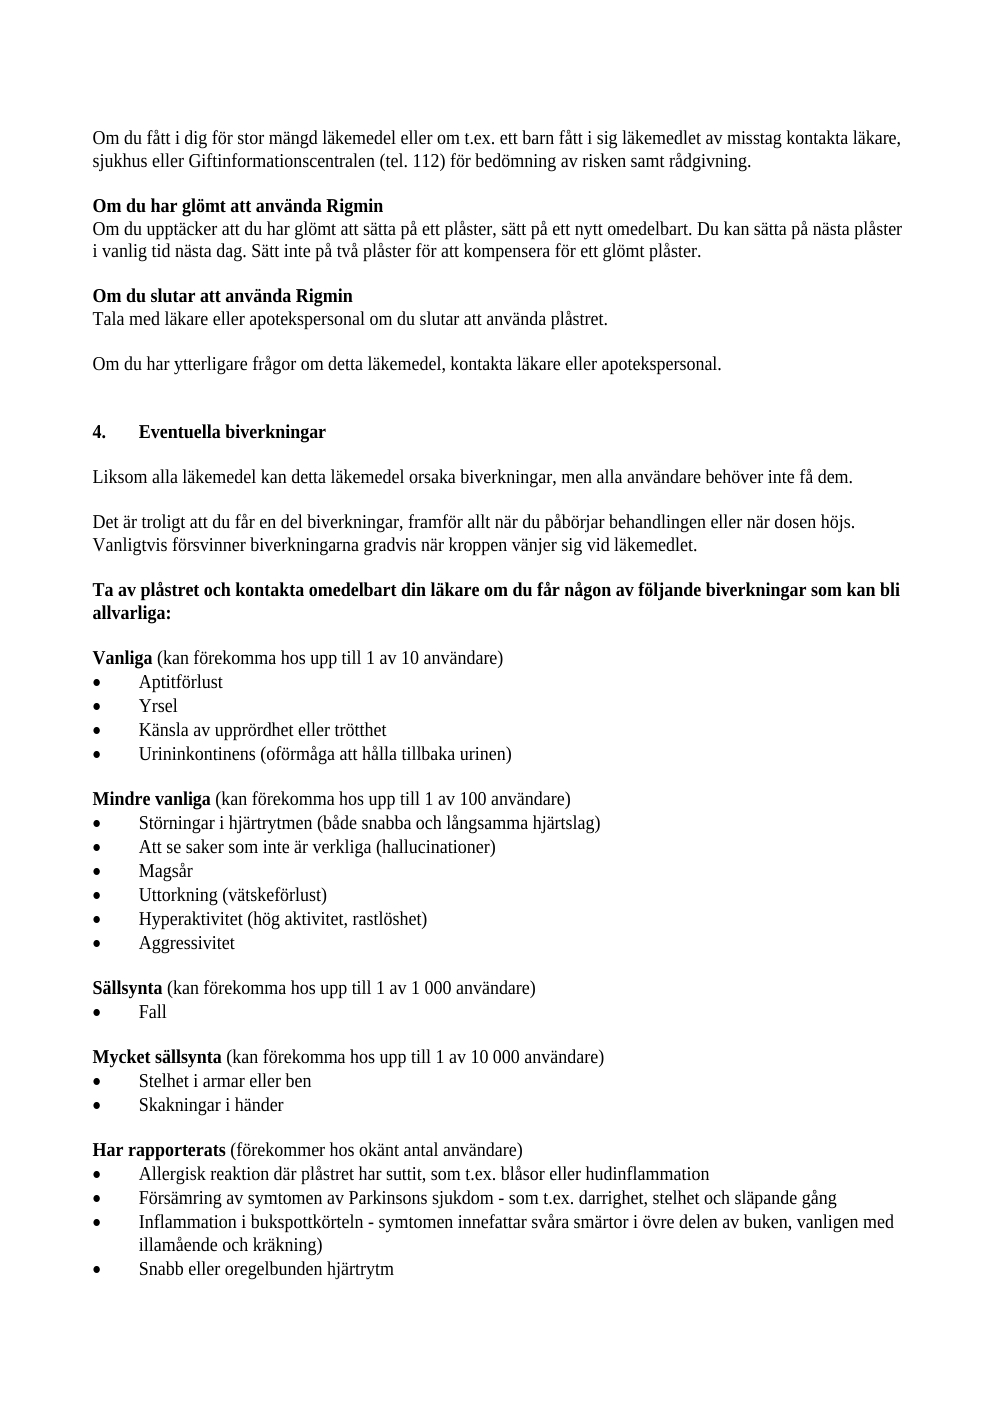 Om du fått i dig för stor mängd läkemedel eller om t.ex. ett barn fått i sig läkemedlet av misstag kontakta läkare,
sjukhus eller Giftinformationscentralen (tel. 112) för bedömning av risken samt rådgivning.
Om du har glömt att använda Rigmin
Om du upptäcker att du har glömt att sätta på ett plåster, sätt på ett nytt omedelbart. Du kan sätta på nästa plåster
i vanlig tid nästa dag. Sätt inte på två plåster för att kompensera för ett glömt plåster.
Om du slutar att använda Rigmin
Tala med läkare eller apotekspersonal om du slutar att använda plåstret.
Om du har ytterligare frågor om detta läkemedel, kontakta läkare eller apotekspersonal.
4. Eventuella biverkningar
Liksom alla läkemedel kan detta läkemedel orsaka biverkningar, men alla användare behöver inte få dem.
Det är troligt att du får en del biverkningar, framför allt när du påbörjar behandlingen eller när dosen höjs.
Vanligtvis försvinner biverkningarna gradvis när kroppen vänjer sig vid läkemedlet.
Ta av plåstret och kontakta omedelbart din läkare om du får någon av följande biverkningar som kan bli
allvarliga:
Vanliga (kan förekomma hos upp till 1 av 10 användare)
● Aptitförlust
● Yrsel
● Känsla av upprördhet eller trötthet
● Urininkontinens (oförmåga att hålla tillbaka urinen)
Mindre vanliga (kan förekomma hos upp till 1 av 100 användare)
● Störningar i hjärtrytmen (både snabba och långsamma hjärtslag)
● Att se saker som inte är verkliga (hallucinationer)
● Magsår
● Uttorkning (vätskeförlust)
● Hyperaktivitet (hög aktivitet, rastlöshet)
● Aggressivitet
Sällsynta (kan förekomma hos upp till 1 av 1 000 användare)
● Fall
Mycket sällsynta (kan förekomma hos upp till 1 av 10 000 användare)
● Stelhet i armar eller ben
● Skakningar i händer
Har rapporterats (förekommer hos okänt antal användare)
● Allergisk reaktion där plåstret har suttit, som t.ex. blåsor eller hudinflammation
● Försämring av symtomen av Parkinsons sjukdom - som t.ex. darrighet, stelhet och släpande gång
● Inflammation i bukspottkörteln - symtomen innefattar svåra smärtor i övre delen av buken, vanligen med
illamående och kräkning)
● Snabb eller oregelbunden hjärtrytm